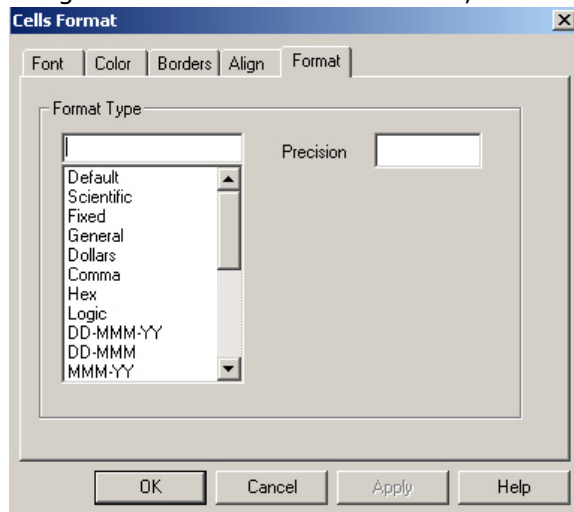 Cells Format
Font Color Borders Align Format
Format Type
Precision
Default
Scientific
Fixed
General
Dollars
Comma
Hex
Logic
DD-MMM-YY
DD-MMM
MMM-YY
OK Cancel Apply Help